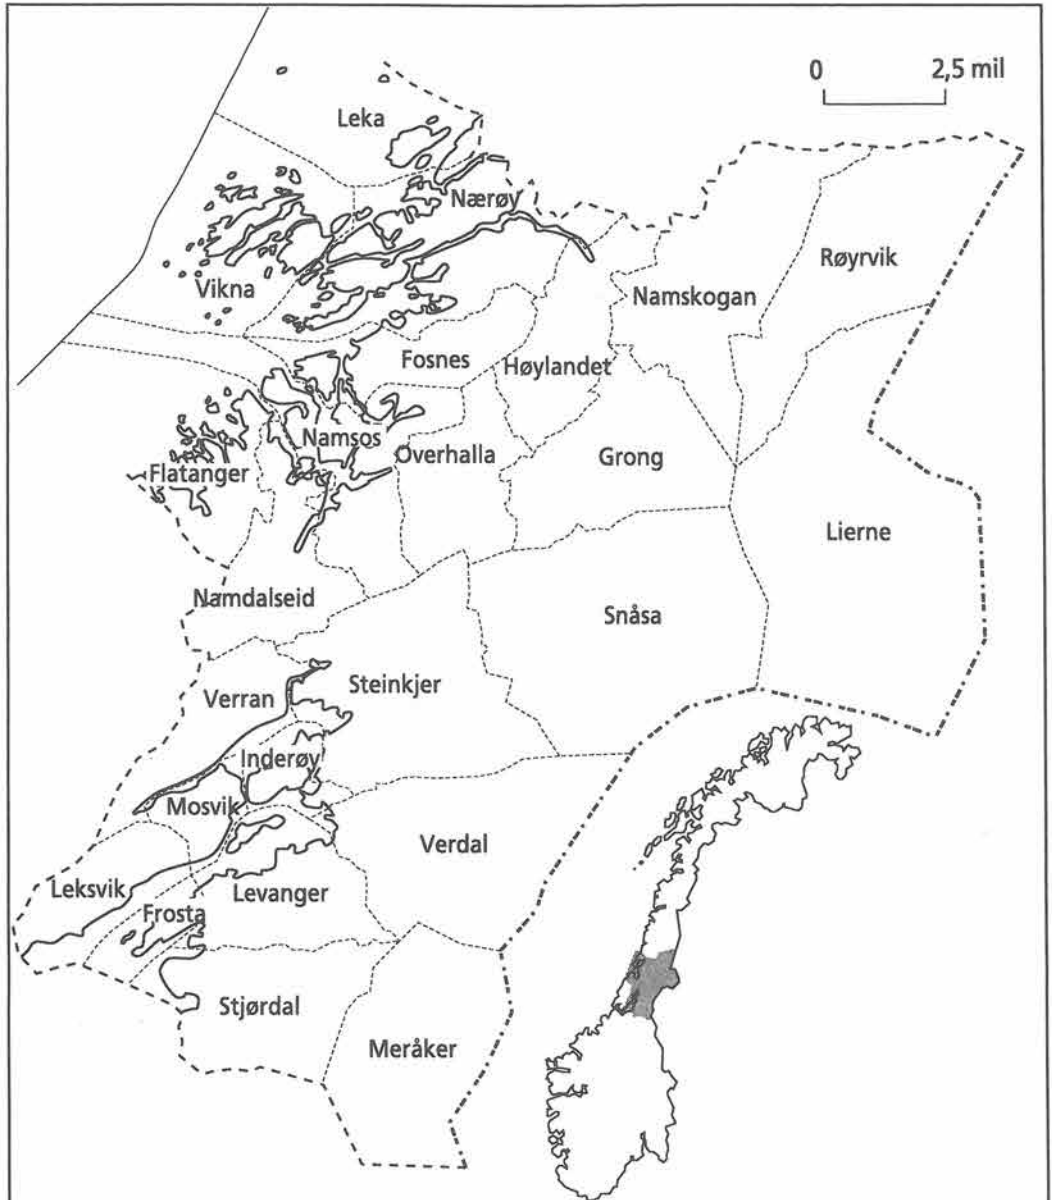 0 2,5 mil
Leka
Nærøy
Vikna
Røyrvik
Namskogan
Fosnes
Høylandet
Namsos
Overhalla
Grong
Flatanger
Lierne
Namdalseid
Snåsa
Steinkjer
Verran
Inderøy
Mosvik
Verdal
Leksvik
Levanger
Frosta
Stjørdal
Meråker